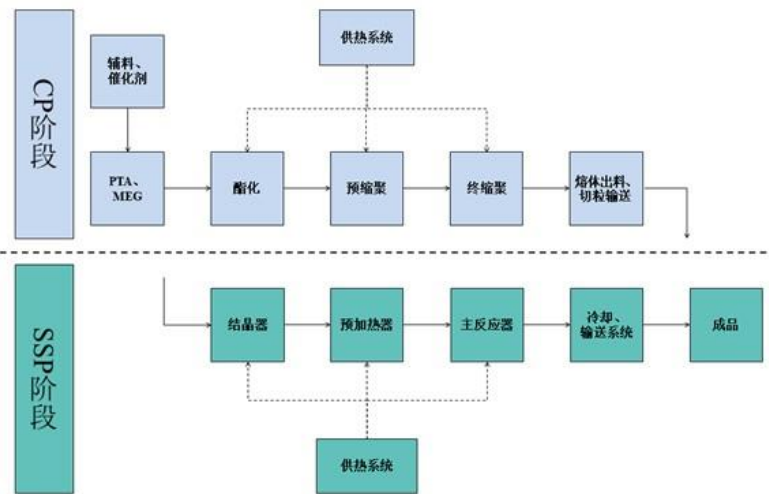 CP阶段
供热系统
辅料、
催化剂
PTA、
MEG
酯化
预缩聚
终缩聚
熔体出料、
切粒输送
SSP阶段
结晶器
预加热器
主反应器
冷却、
输送系统
成品
供热系统